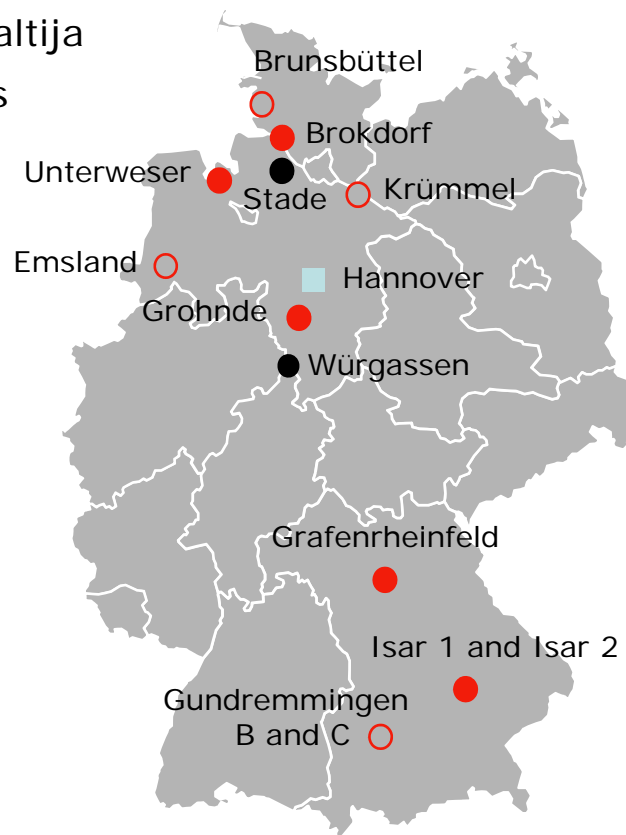 altija
s
Brunsbüttel
Brokdorf
Unterweser
Stade
Krümmel
Emsland
Hannover
Grohnde
Würgassen
Grafenrheinfeld
Isar 1 and Isar 2
Gundremmingen
B and C